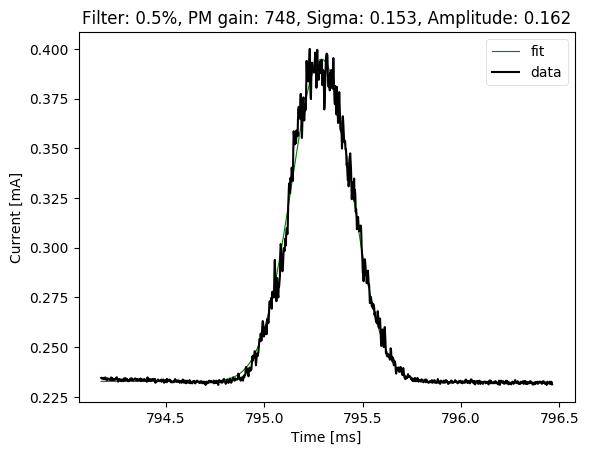 Filter: 0.5%, PM gain: 748, Sigma: 0.153, Amplitude: 0.162
fit
data
Current [mA]
0.400
0.375
0.350
0.325
0.300
0.275
0.250
0.225
794.5
795.0
795.5
796.0
796.5
Time [ms]